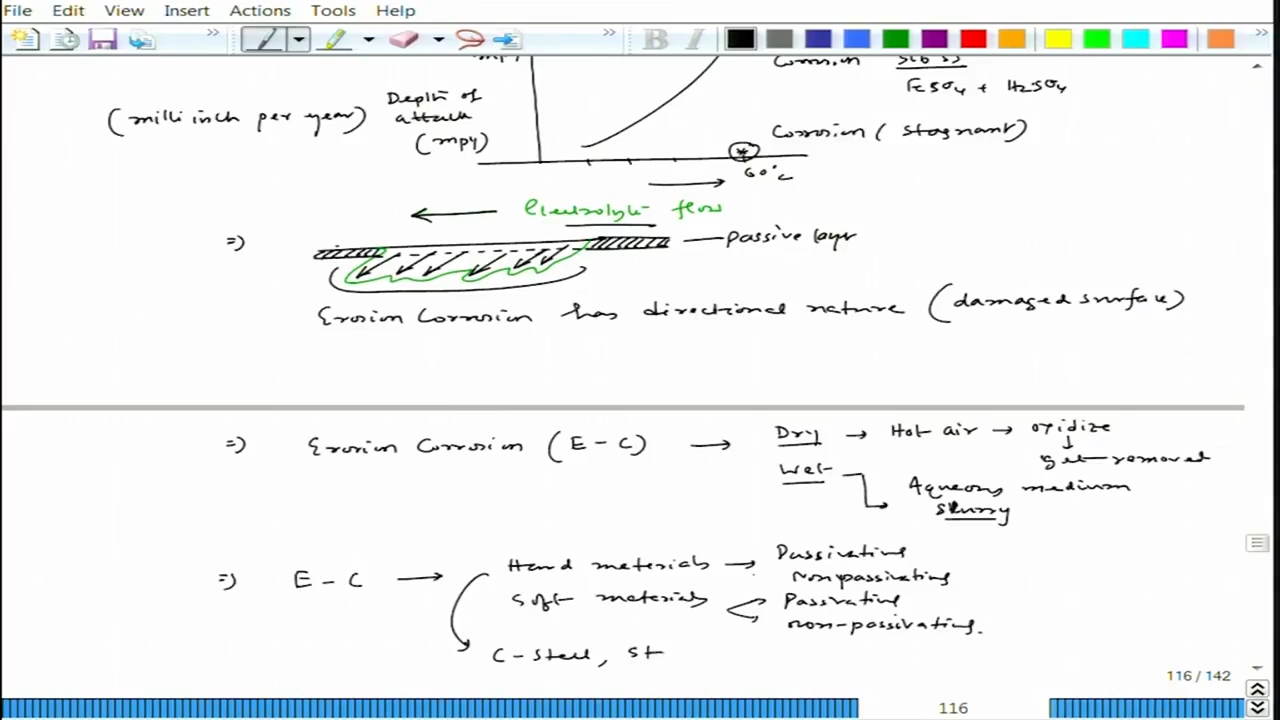 File Edit View Insert Actions Tools Help
mpy
Corrosion
FeSO4 + H2SO4
(milli inch per year) Depth of attack (mpy)
Corrosion (stagnant)
60°C
electrolyte flow
=) passive layer
Erosion Corrosion has directional nature (damaged surface)
=) Erosion Corrosion (E-C) → Dry → Hot air → oxidize
↓
get removed
Wet
Aqueous medium
Slurry
=) E-C → Hard materials → Passivating
Nonpassivating
Soft materials Passivating
non-passivating.
C-Steel, St
116 / 142
116